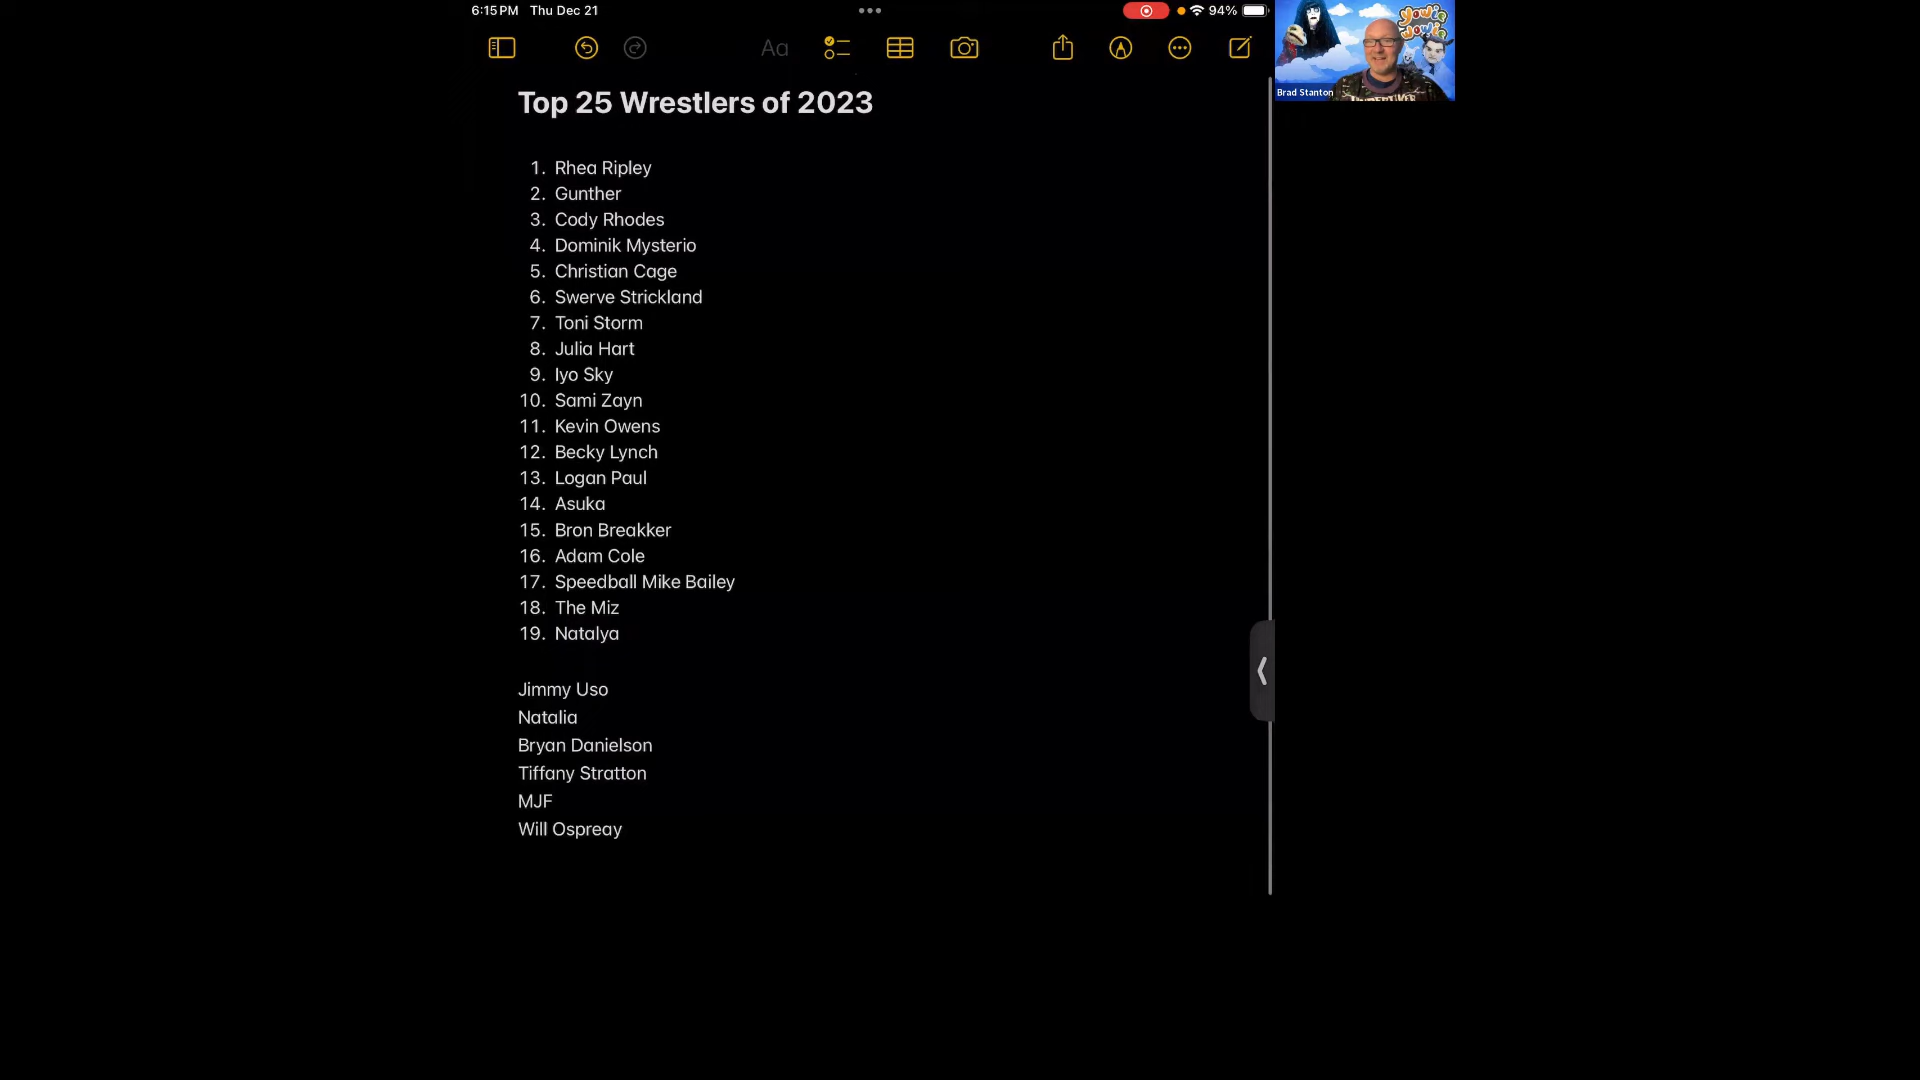 6:15 PM Thu Dec 21
94%
Aa
Yowie
Jowie
Brad Stanton
Top 25 Wrestlers of 2023
1. Rhea Ripley
2. Gunther
3. Cody Rhodes
4. Dominik Mysterio
5. Christian Cage
6. Swerve Strickland
7. Toni Storm
8. Julia Hart
9. Iyo Sky
10. Sami Zayn
11. Kevin Owens
12. Becky Lynch
13. Logan Paul
14. Asuka
15. Bron Breakker
16. Adam Cole
17. Speedball Mike Bailey
18. The Miz
19. Natalya
Jimmy Uso
Natalia
Bryan Danielson
Tiffany Stratton
MJF
Will Ospreay